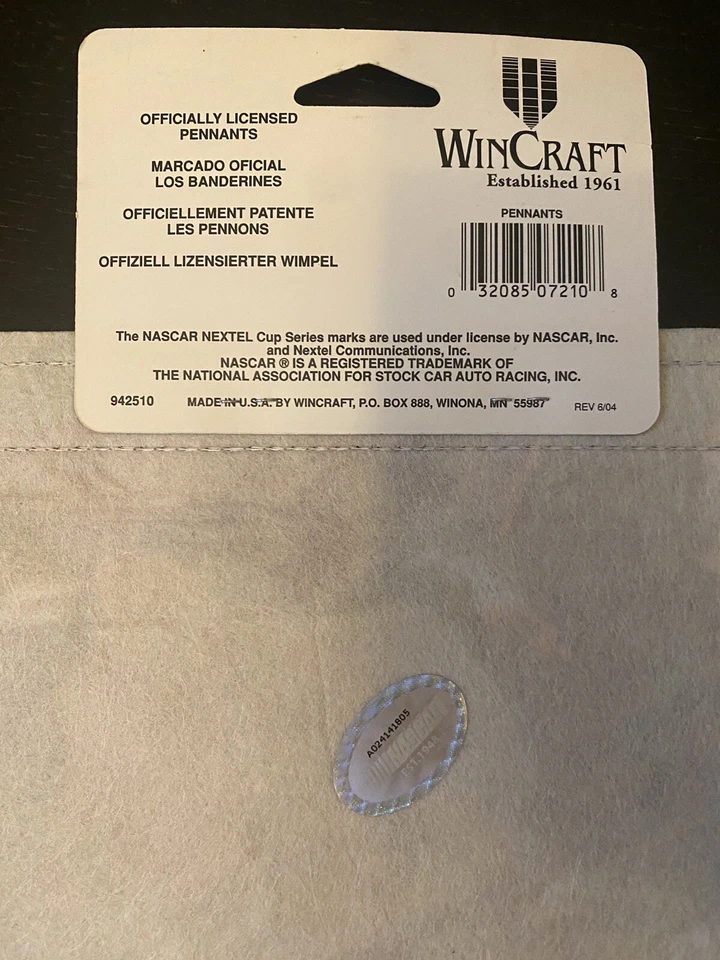 OFFICIALLY LICENSED
PENNANTS
MARCADO OFICIAL
LOS BANDERINES
OFFICIELLEMENT PATENTE
LES PENNONS
OFFIZIELL LIZENSIERTER WIMPEL
WINCRAFT
Established 1961
PENNANTS
0 32085 07210 8
The NASCAR NEXTEL Cup Series marks are used under license by NASCAR, Inc.
and Nextel Communications, Inc.
NASCAR ® IS A REGISTERED TRADEMARK OF
THE NATIONAL ASSOCIATION FOR STOCK CAR AUTO RACING, INC.
942510 MADE IN U.S.A. BY WINCRAFT, P.O. BOX 888, WINONA, MN 55987 REV 6/04
A024141805
NASCAR
EST. 1948